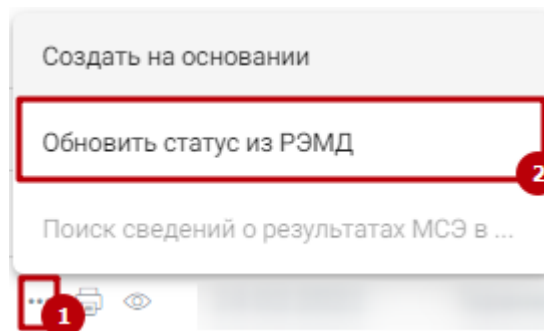 Создать на основании
Обновить статус из РЭМД
2
Поиск сведений о результатах МСЭ в ...
... 1